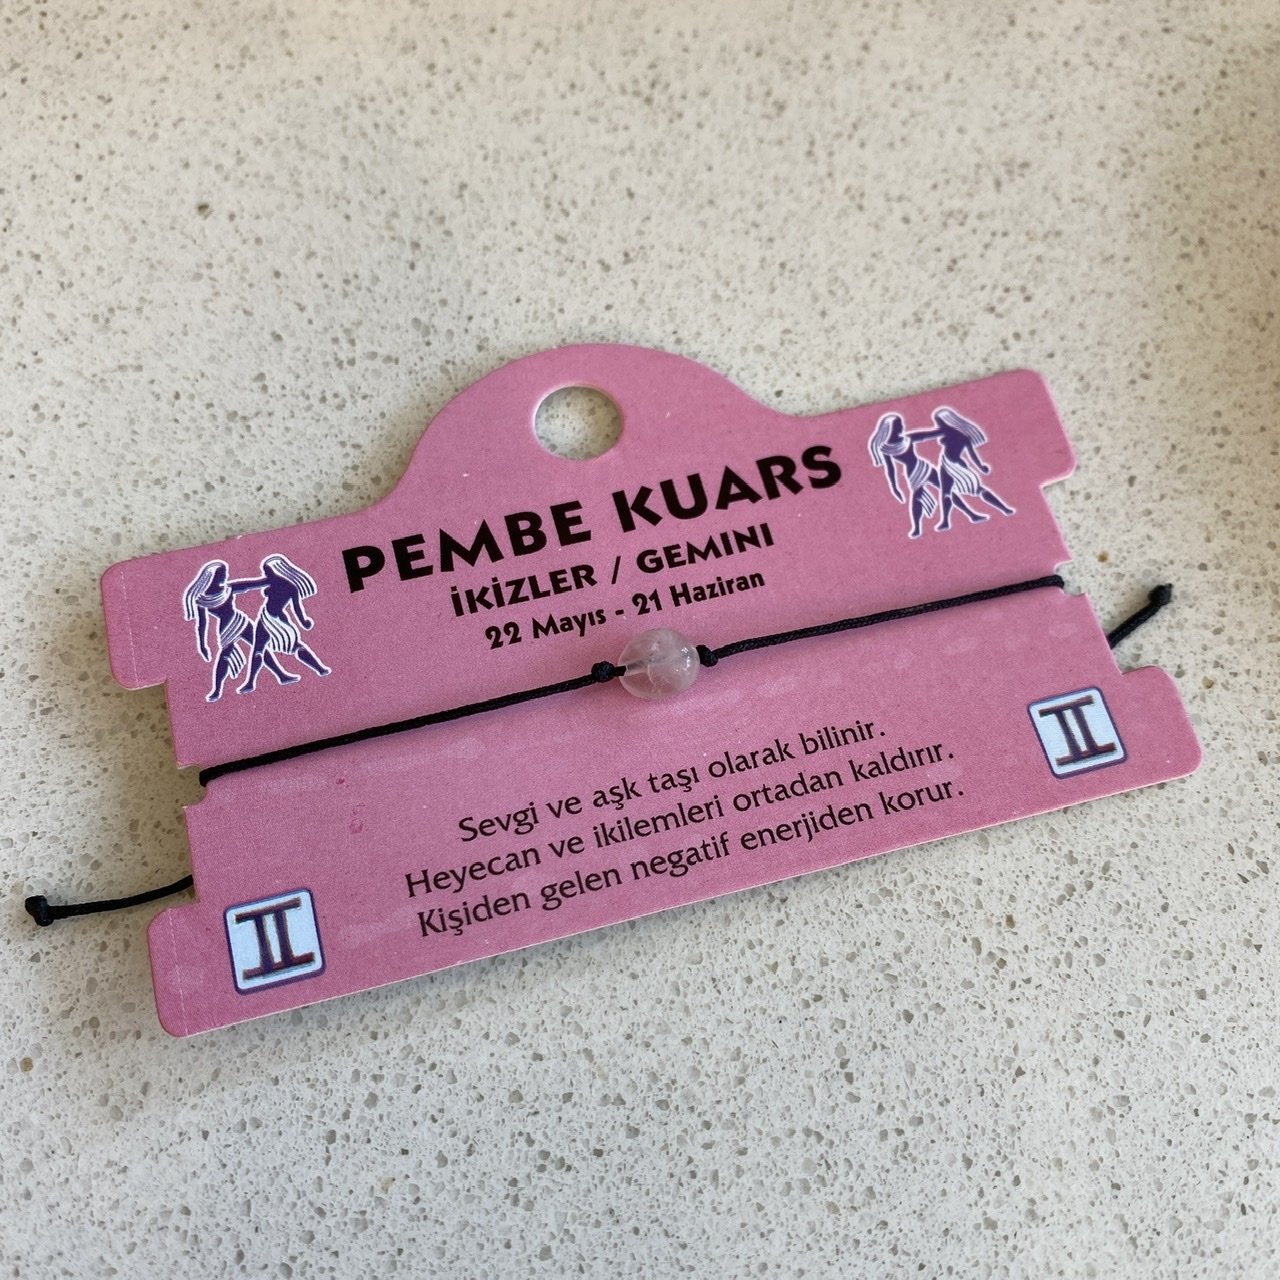 PEMBE KUARS
İKİZLER / GEMINI
22 Mayıs - 21 Haziran
Sevgi ve aşk taşı olarak bilinir.
Heyecan ve ikilemleri ortadan kaldırır.
Kişiden gelen negatif enerjiden korur.